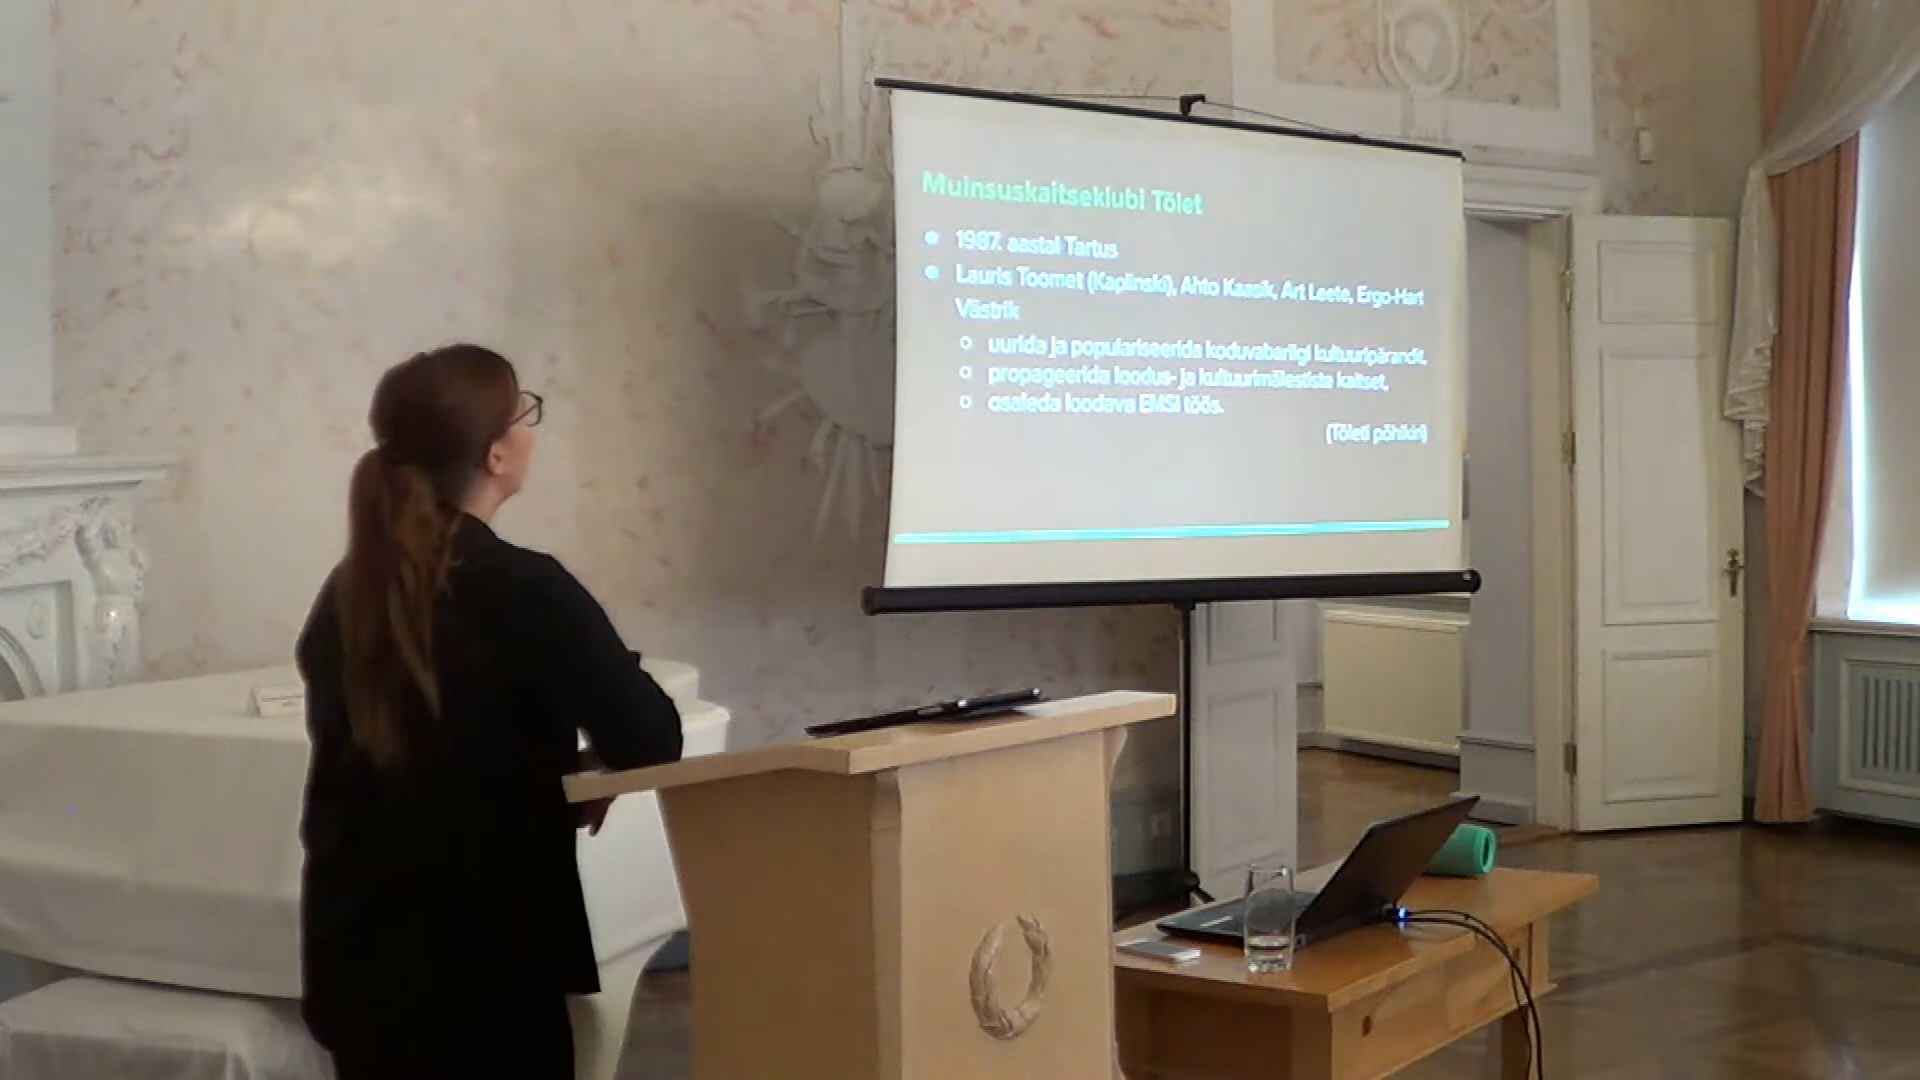 Muinsuskaitseklubi Tõlet
1987. aastal Tartus
Lauris Toomet (Kaplinski), Ahto Kaasik, Art Leete, Ergo-Hart
Västrik
uurida ja populariseerida koduvabariigi kultuuripärandit,
propageerida loodus- ja kultuurimälestiste kaitset,
osaleda loodava EMSi töös.
(Tõleti põhikiri)